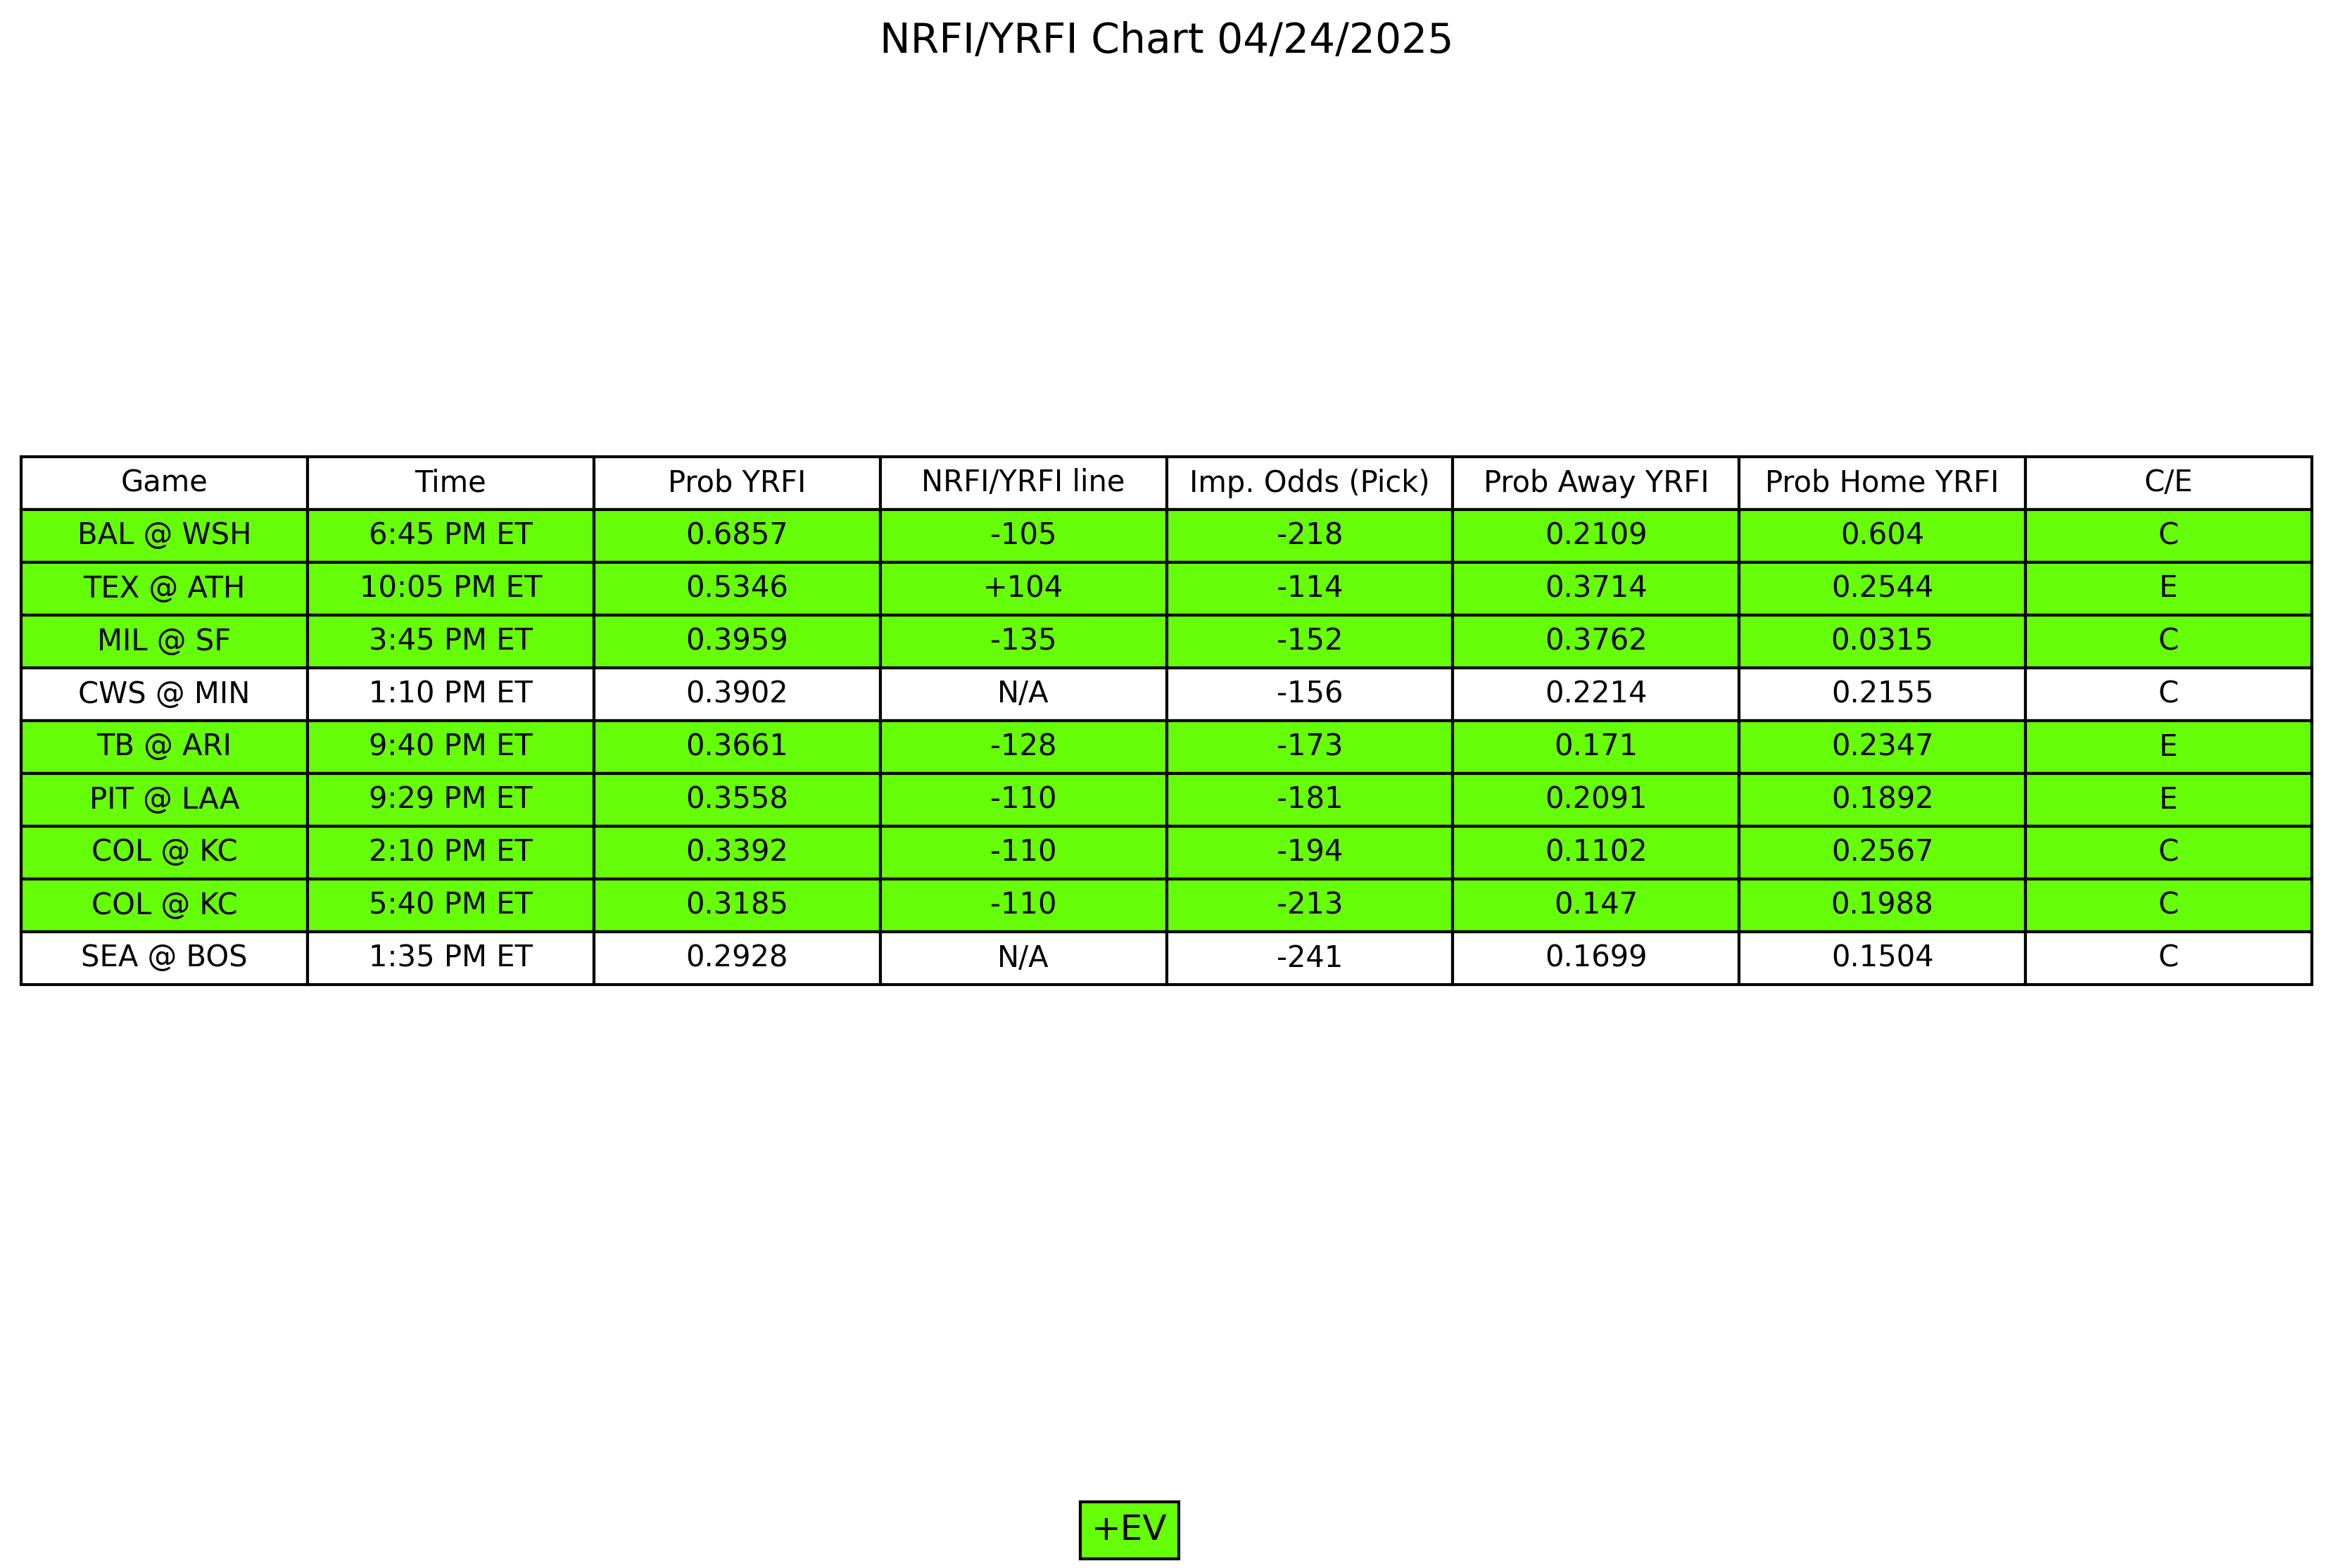 NRFI/YRFI Chart 04/24/2025
Game Time Prob YRFI NRFI/YRFI line Imp. Odds (Pick) Prob Away YRFI Prob Home YRFI C/E
BAL @ WSH 6:45 PM ET 0.6857 -105 -218 0.2109 0.604 C
TEX @ ATH 10:05 PM ET 0.5346 +104 -114 0.3714 0.2544 E
MIL @ SF 3:45 PM ET 0.3959 -135 -152 0.3762 0.0315 C
CWS @ MIN 1:10 PM ET 0.3902 N/A -156 0.2214 0.2155 C
TB @ ARI 9:40 PM ET 0.3661 -128 -173 0.171 0.2347 E
PIT @ LAA 9:29 PM ET 0.3558 -110 -181 0.2091 0.1892 E
COL @ KC 2:10 PM ET 0.3392 -110 -194 0.1102 0.2567 C
COL @ KC 5:40 PM ET 0.3185 -110 -213 0.147 0.1988 C
SEA @ BOS 1:35 PM ET 0.2928 N/A -241 0.1699 0.1504 C
+EV